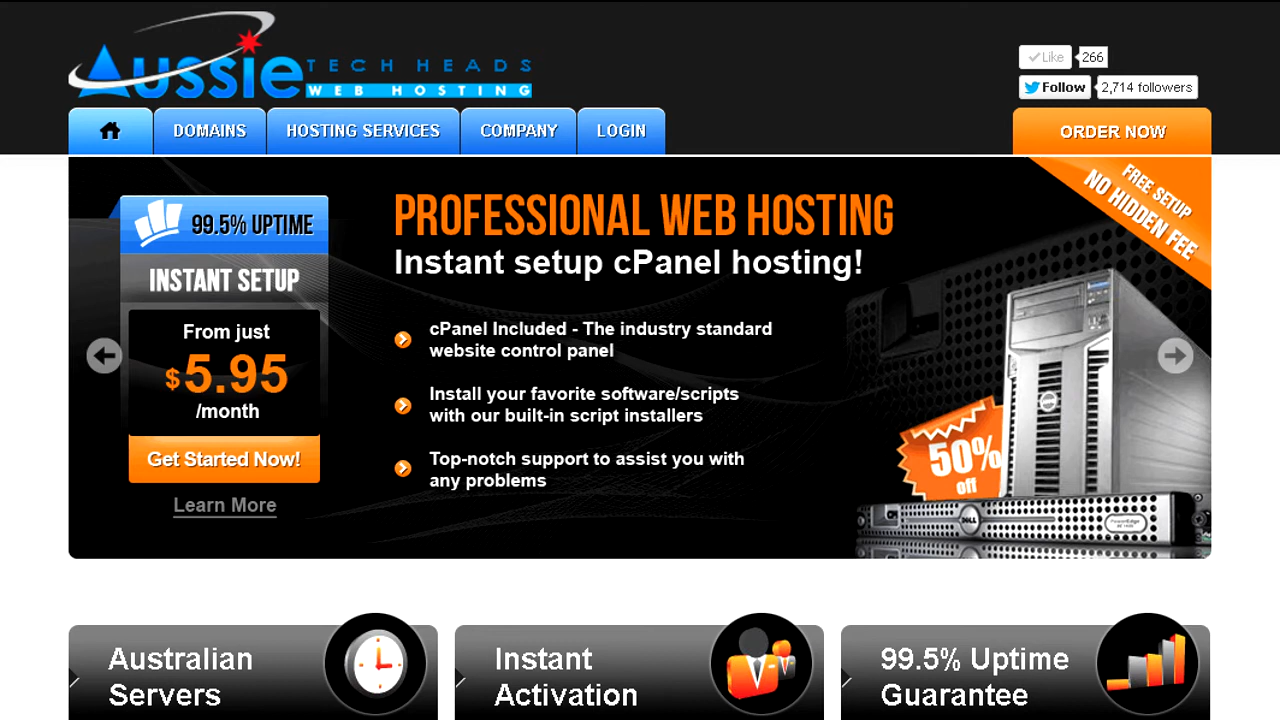 Aussie
TECH HEADS
WEB HOSTING
Like 266
Follow 2,714 followers
DOMAINS HOSTING SERVICES COMPANY LOGIN
ORDER NOW
FREE SETUP
NO HIDDEN FEE
99.5% UPTIME
INSTANT SETUP
From just
$5.95
/month
Get Started Now!
Learn More
PROFESSIONAL WEB HOSTING
Instant setup cPanel hosting!
cPanel Included - The industry standard
website control panel
Install your favorite software/scripts
with our built-in script installers
Top-notch support to assist you with
any problems
50%
off
DELL
PowerEdge
Australian
Servers
Instant
Activation
99.5% Uptime
Guarantee